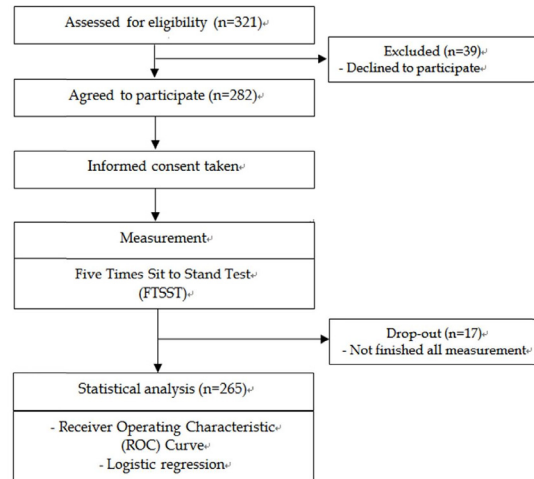 Assessed for eligibility (n=321)
Excluded (n=39)
- Declined to participate
Agreed to participate (n=282)
Informed consent taken
Measurement
Five Times Sit to Stand Test
(FTSST)
Drop-out (n=17)
- Not finished all measurement
Statistical analysis (n=265)
- Receiver Operating Characteristic
(ROC) Curve
- Logistic regression